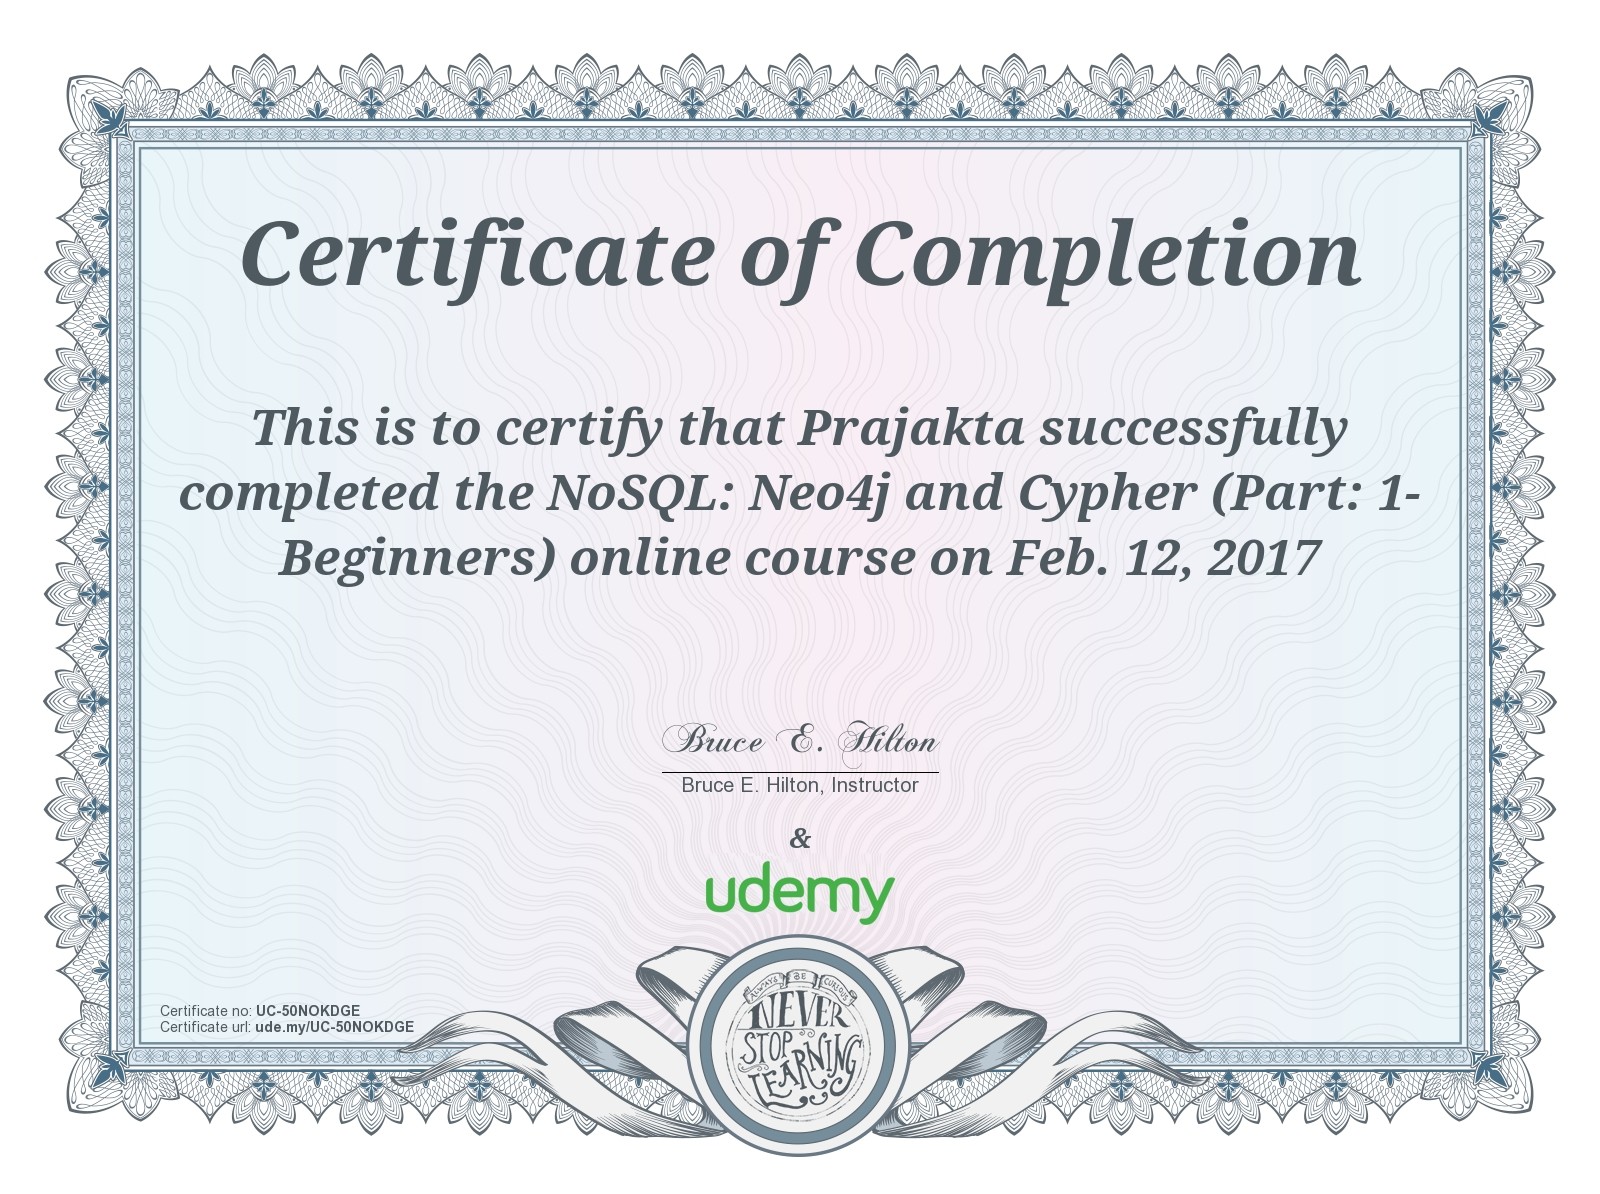 Certificate of Completion
This is to certify that Prajakta successfully
completed the NoSQL: Neo4j and Cypher (Part: 1-
Beginners) online course on Feb. 12, 2017
Bruce E. Hilton
Bruce E. Hilton, Instructor
&
udemy
Certificate no: UC-50NOKDGE
Certificate url: ude.my/UC-50NOKDGE
ALWAYS BE CURIOUS
NEVER
STOP
LEARNING